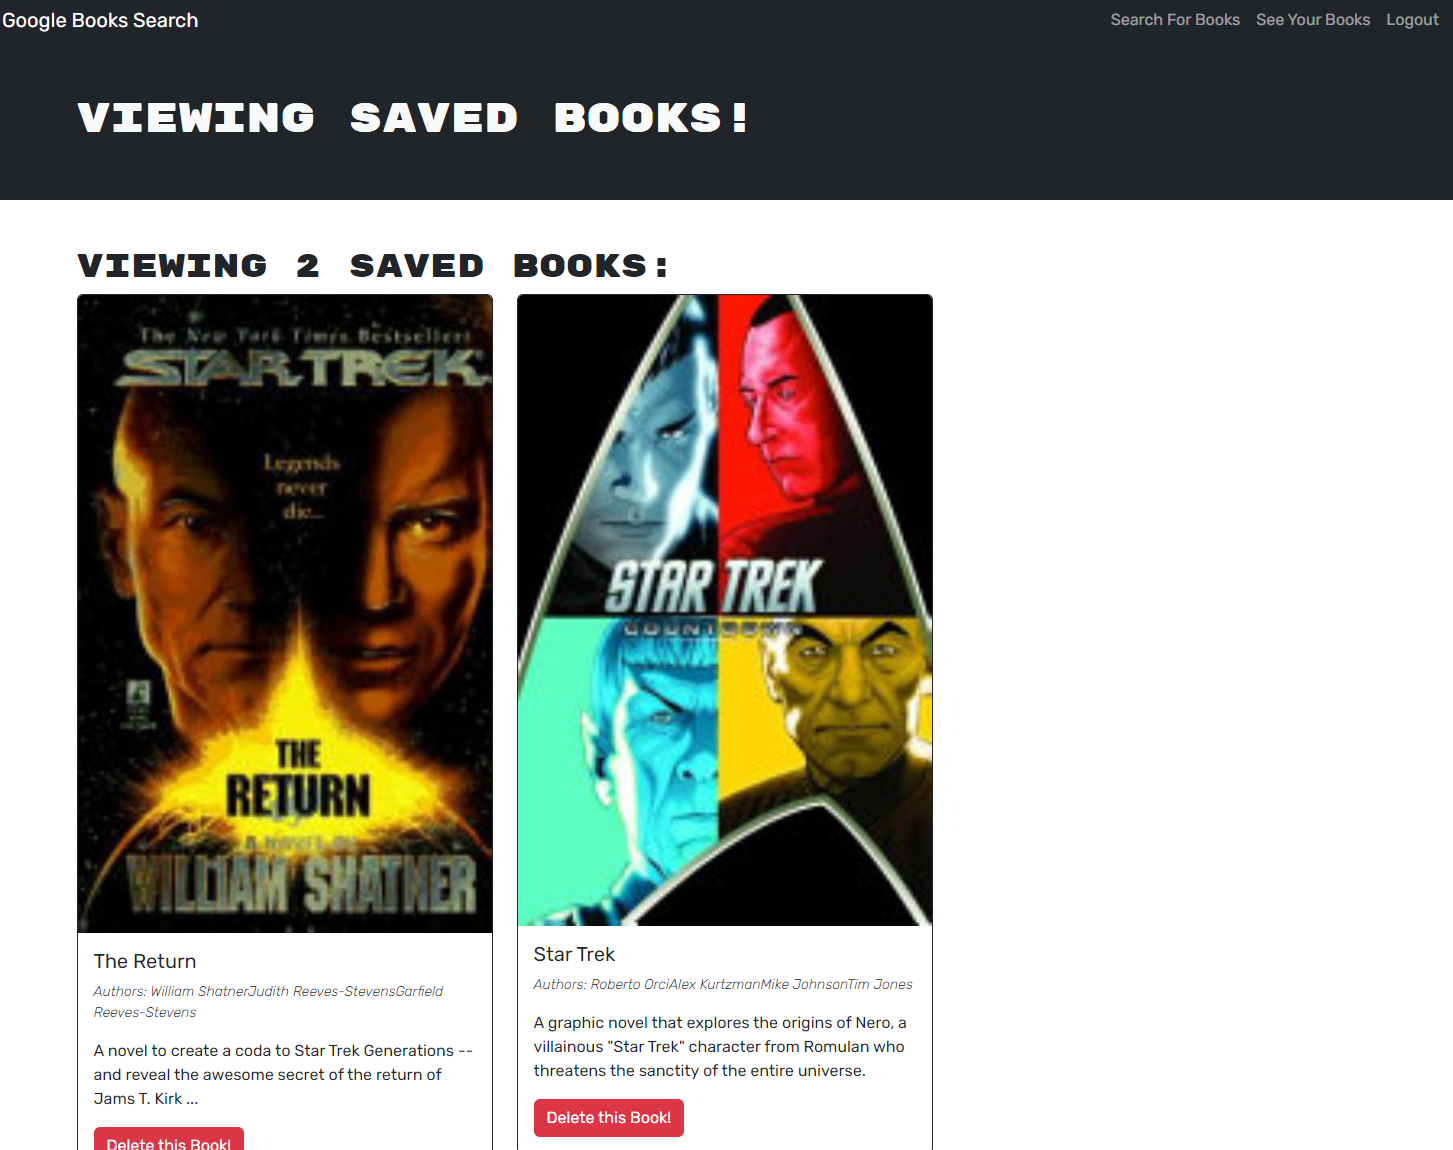 Google Books Search
Search For Books See Your Books Logout
VIEWING SAVED BOOKS!
VIEWING 2 SAVED BOOKS:
The New York Times Bestseller!
STAR TREK
Legends
never
die...
THE
RETURN
A NOVEL BY
WILLIAM SHATNER
The Return
Authors: William ShatnerJudith Reeves-StevensGarfield
Reeves-Stevens
A novel to create a coda to Star Trek Generations --
and reveal the awesome secret of the return of
Jams T. Kirk ...
Delete this Book!
STAR TREK
COUNTDOWN
Star Trek
Authors: Roberto OrciAlex KurtzmanMike JohnsonTim Jones
A graphic novel that explores the origins of Nero, a
villainous "Star Trek" character from Romulan who
threatens the sanctity of the entire universe.
Delete this Book!